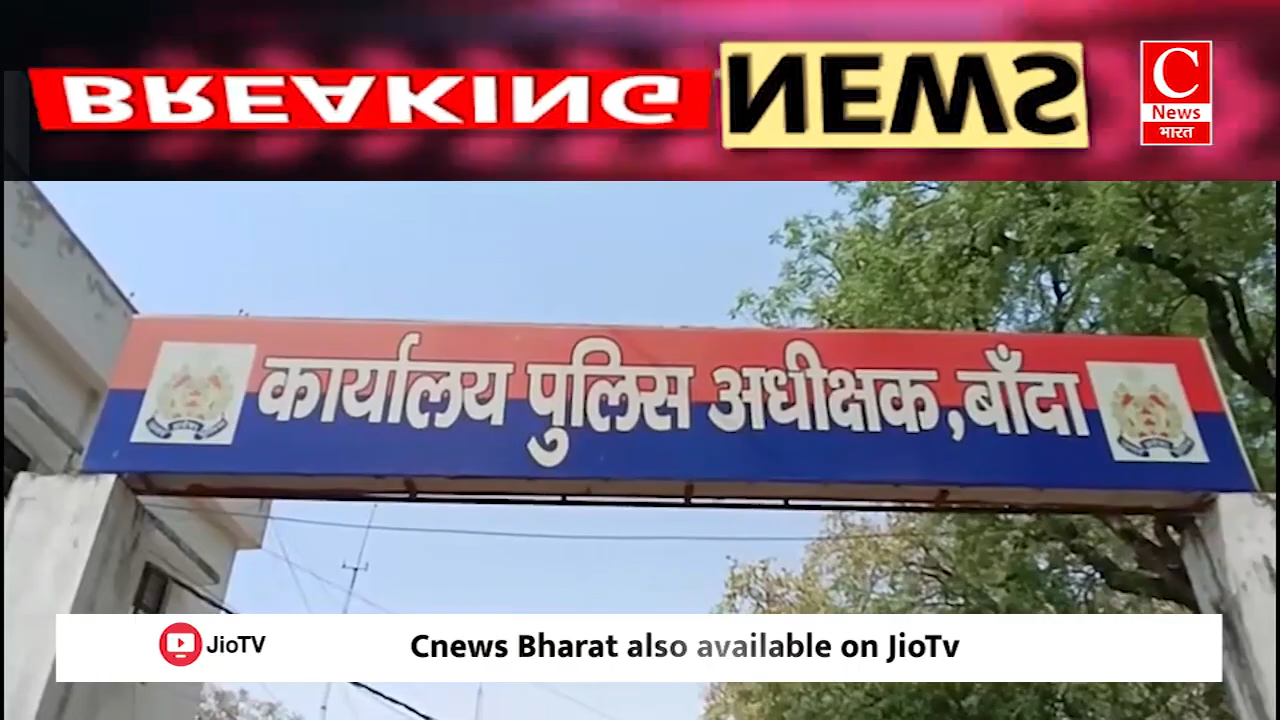 BREAKING NEWS
C
News
भारत
कार्यालय पुलिस अधीक्षक, बाँदा
JioTV
Cnews Bharat also available on JioTv